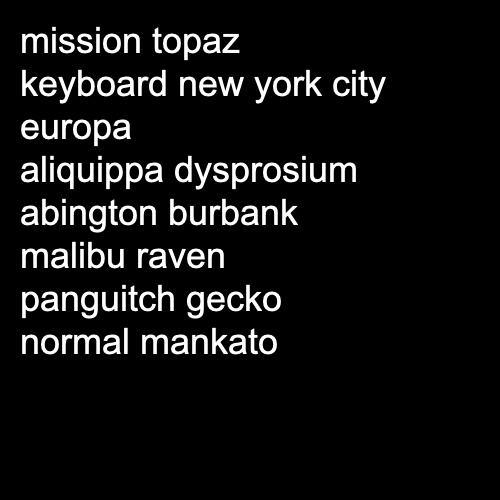 mission topaz
keyboard new york city
europa
aliquippa dysprosium
abington burbank
malibu raven
panguitch gecko
normal mankato